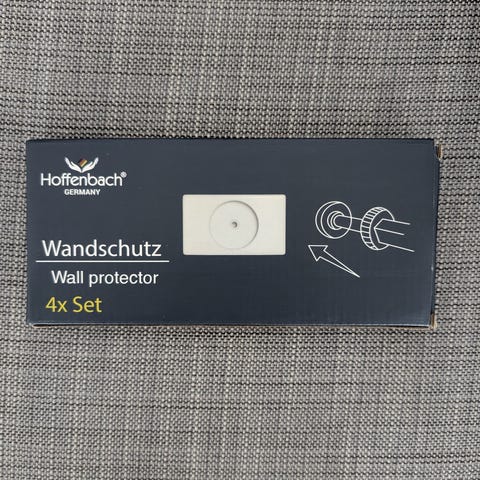 Hoffenbach®
GERMANY
Wandschutz
Wall protector
4x Set